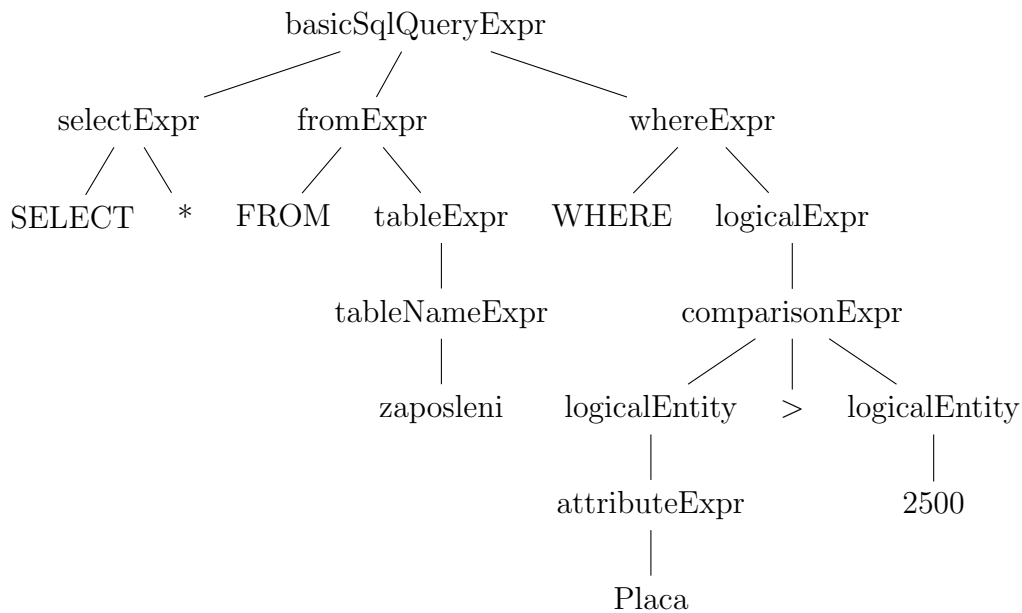 basicSqlQueryExpr
selectExpr fromExpr whereExpr
SELECT * FROM tableExpr WHERE logicalExpr
tableNameExpr comparisonExpr
zaposleni logicalEntity > logicalEntity
attributeExpr 2500
Placa